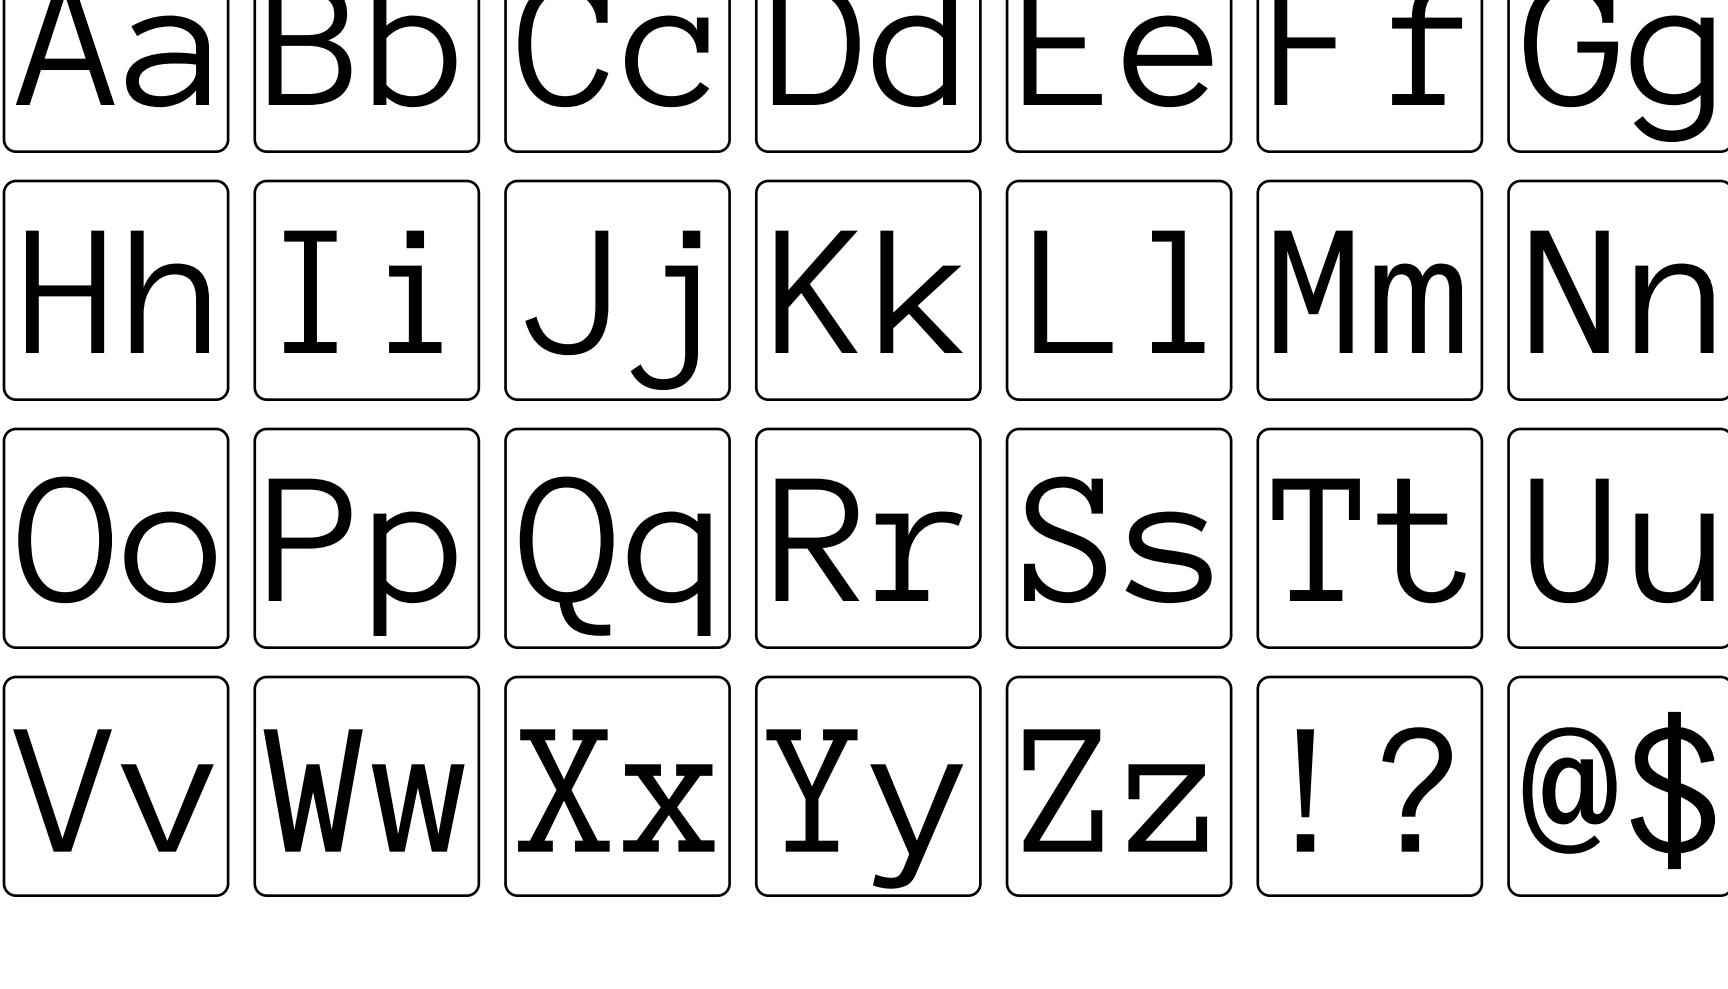 Aa Bb Cc Dd Ee Ff Gg
Hh Ii Jj Kk Ll Mm Nn
Oo Pp Qq Rr Ss Tt Uu
Vv Ww Xx Yy Zz !? @$